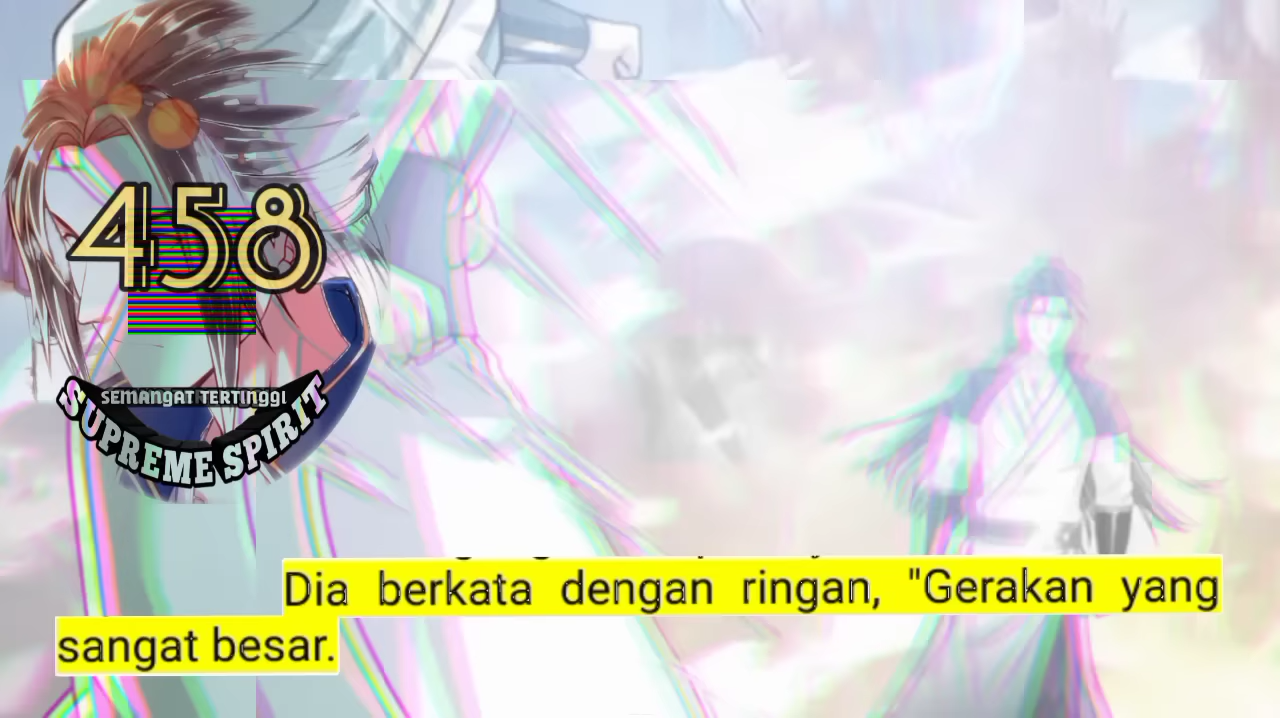 458
SEMANGAT TERTINGGI
SUPREME SPIRIT
Dia berkata dengan ringan, "Gerakan yang
sangat besar.